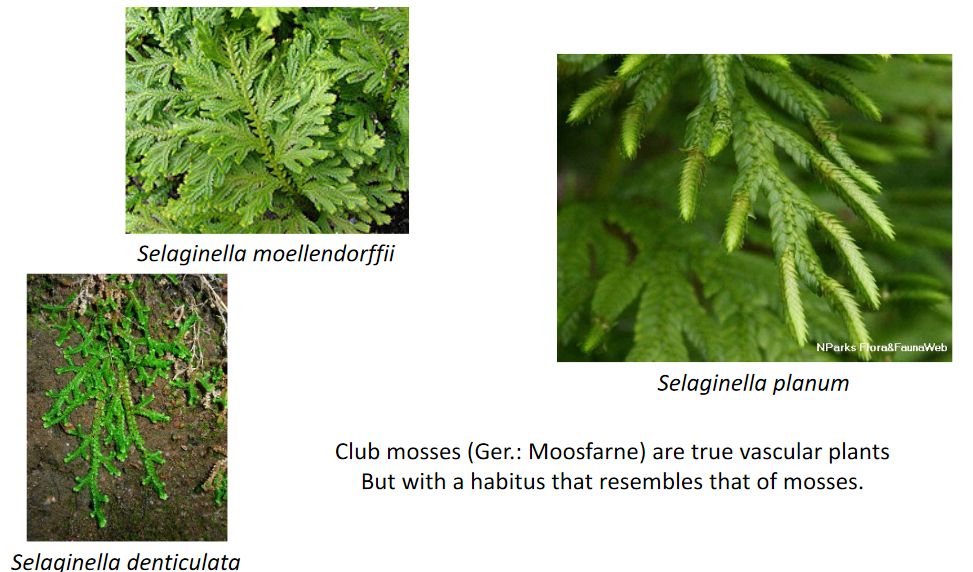 Selaginella moellendorffii
NParks Flora&FaunaWeb
Selaginella planum
Club mosses (Ger.: Moosfarne) are true vascular plants
But with a habitus that resembles that of mosses.
Selaginella denticulata